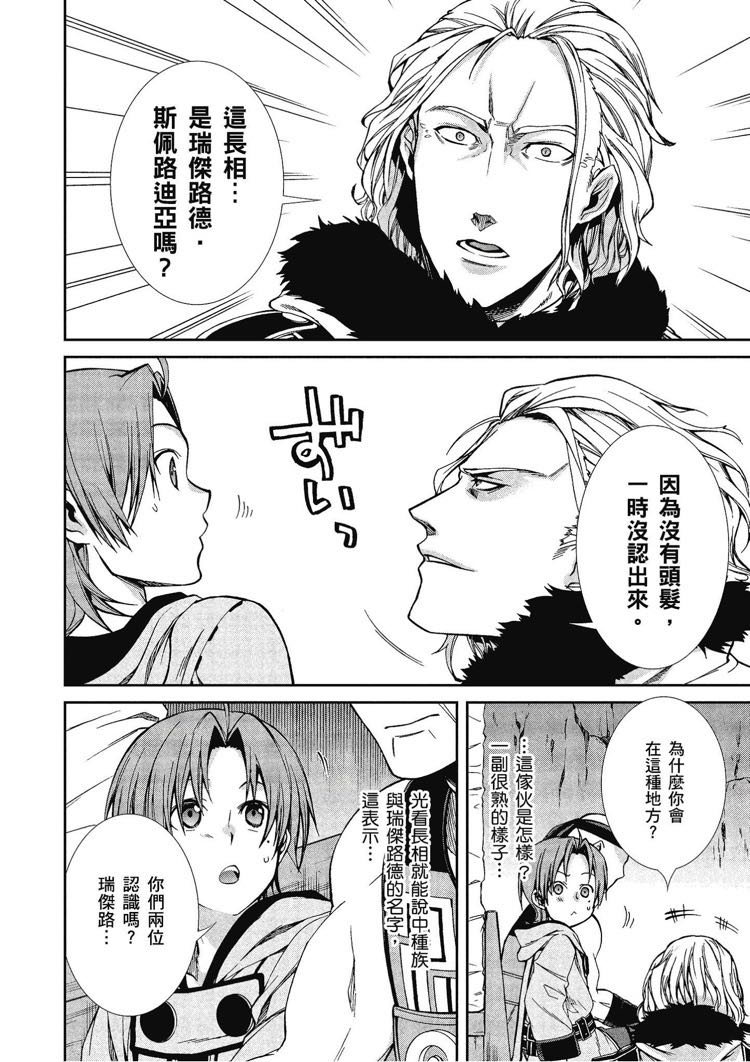 這長相…
是瑞傑路德．
斯佩路迪亞嗎？
因為沒有頭髮，
一時沒認出來。
ずいっ
為什麼你會
在這種地方？
…這傢伙是怎樣？
一副很熟的樣子…
光看長相就能說中種族
與瑞傑路德的名字，
這表示…
你們兩位
認識嗎？
瑞傑路…